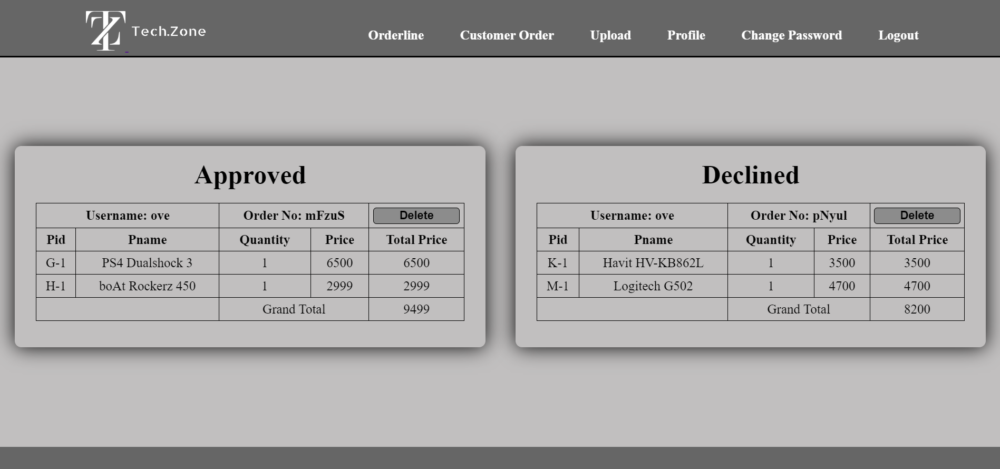 TZ Tech.Zone
Orderline Customer Order Upload Profile Change Password Logout
Approved
Username: ove Order No: mFzuS Delete
Pid Pname Quantity Price Total Price
G-1 PS4 Dualshock 3 1 6500 6500
H-1 boAt Rockerz 450 1 2999 2999
Grand Total 9499
Declined
Username: ove Order No: pNyul Delete
Pid Pname Quantity Price Total Price
K-1 Havit HV-KB862L 1 3500 3500
M-1 Logitech G502 1 4700 4700
Grand Total 8200